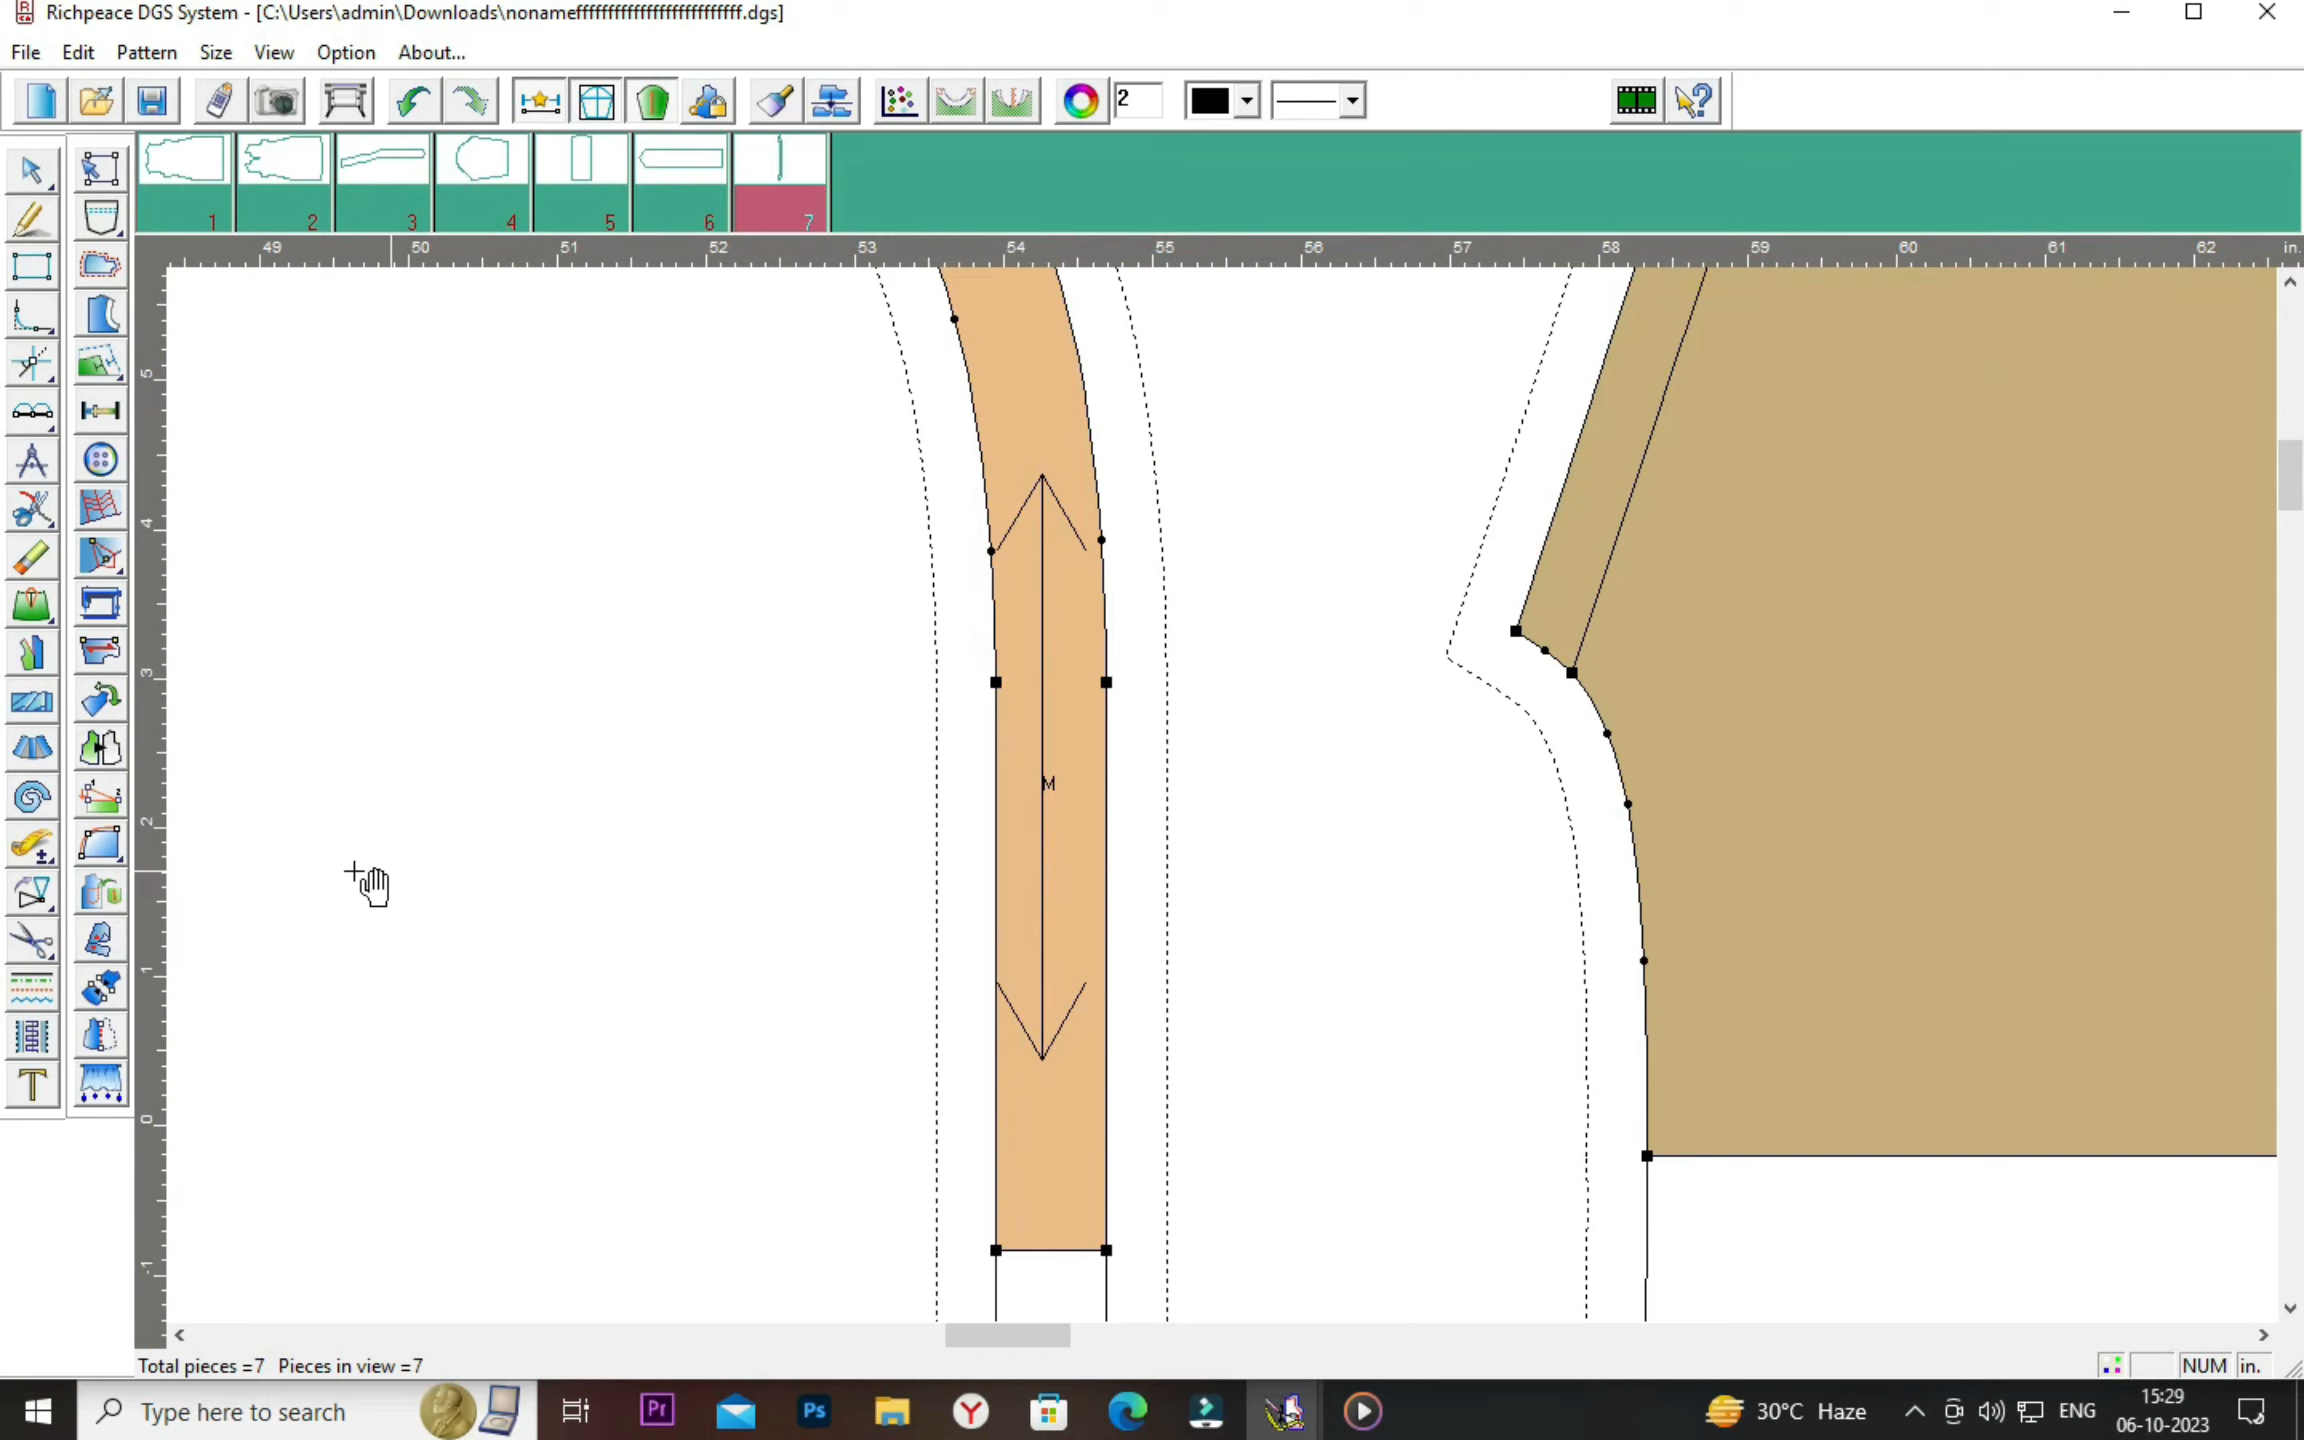 Richpeace DGS System - [C:\Users\admin\Downloads\nonameffffffffffffffffffffffffff.dgs]
File Edit Pattern Size View Option About...
2
1 2 3 4 5 6 7
49 50 51 52 53 54 55 56 57 58 59 60 61 62 in.
5
4
3
2
1
0
-1
M
Total pieces =7 Pieces in view =7
NUM in.
Type here to search
Pr
Ps
30°C Haze
ENG
15:29
06-10-2023